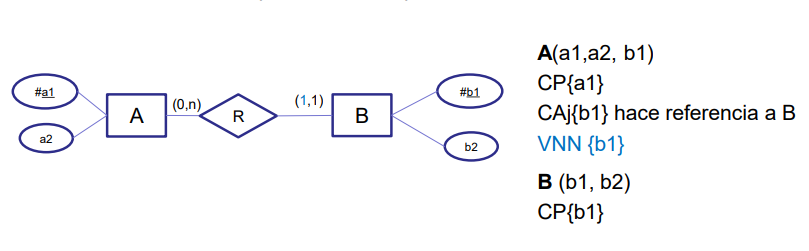 #a1
a2
A
(0,n)
R
(1,1)
B
#b1
b2
A(a1,a2, b1)
CP{a1}
CAj{b1} hace referencia a B
VNN {b1}
B (b1, b2)
CP{b1}